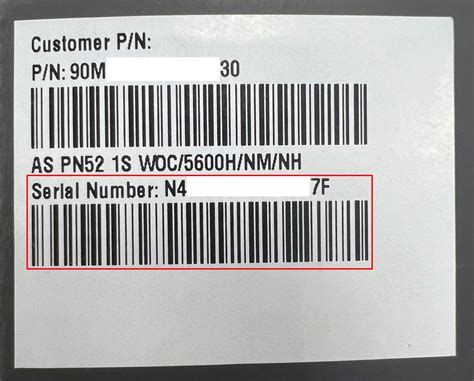 Customer P/N:
P/N: 90M 30
AS PN52 1S WOC/5600H/NM/NH
Serial Number: N4 7F